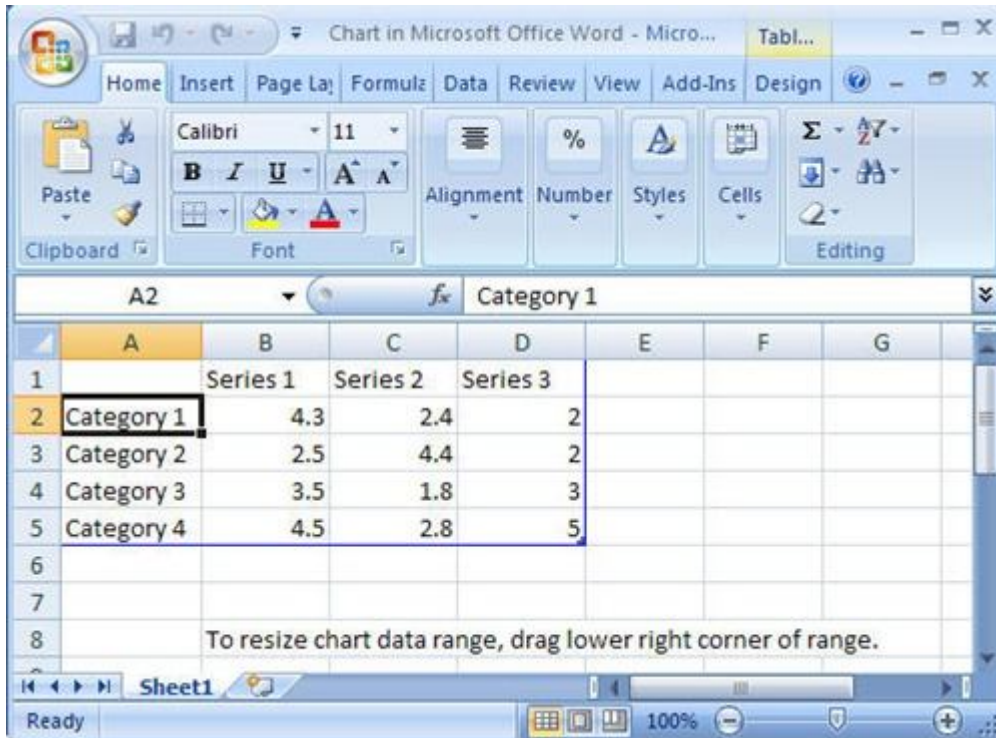 Chart in Microsoft Office Word - Micro... Tabl...
Home Insert Page Lay Formula Data Review View Add-Ins Design
Calibri 11
Paste B I U A A Alignment Number Styles Cells
% A Σ A Z
Clipboard Font Editing
A2 fx Category 1
A B C D E F G
1 Series 1 Series 2 Series 3
2 Category 1 4.3 2.4 2
3 Category 2 2.5 4.4 2
4 Category 3 3.5 1.8 3
5 Category 4 4.5 2.8 5
6
7
8 To resize chart data range, drag lower right corner of range.
Sheet1
Ready 100%